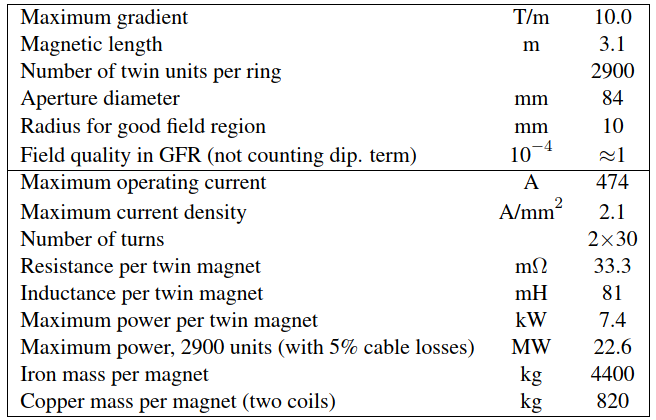 Maximum gradient T/m 10.0
Magnetic length m 3.1
Number of twin units per ring 2900
Aperture diameter mm 84
Radius for good field region mm 10
Field quality in GFR (not counting dip. term) 10⁻⁴ ≈1
Maximum operating current A 474
Maximum current density A/mm² 2.1
Number of turns 2×30
Resistance per twin magnet mΩ 33.3
Inductance per twin magnet mH 81
Maximum power per twin magnet kW 7.4
Maximum power, 2900 units (with 5% cable losses) MW 22.6
Iron mass per magnet kg 4400
Copper mass per magnet (two coils) kg 820